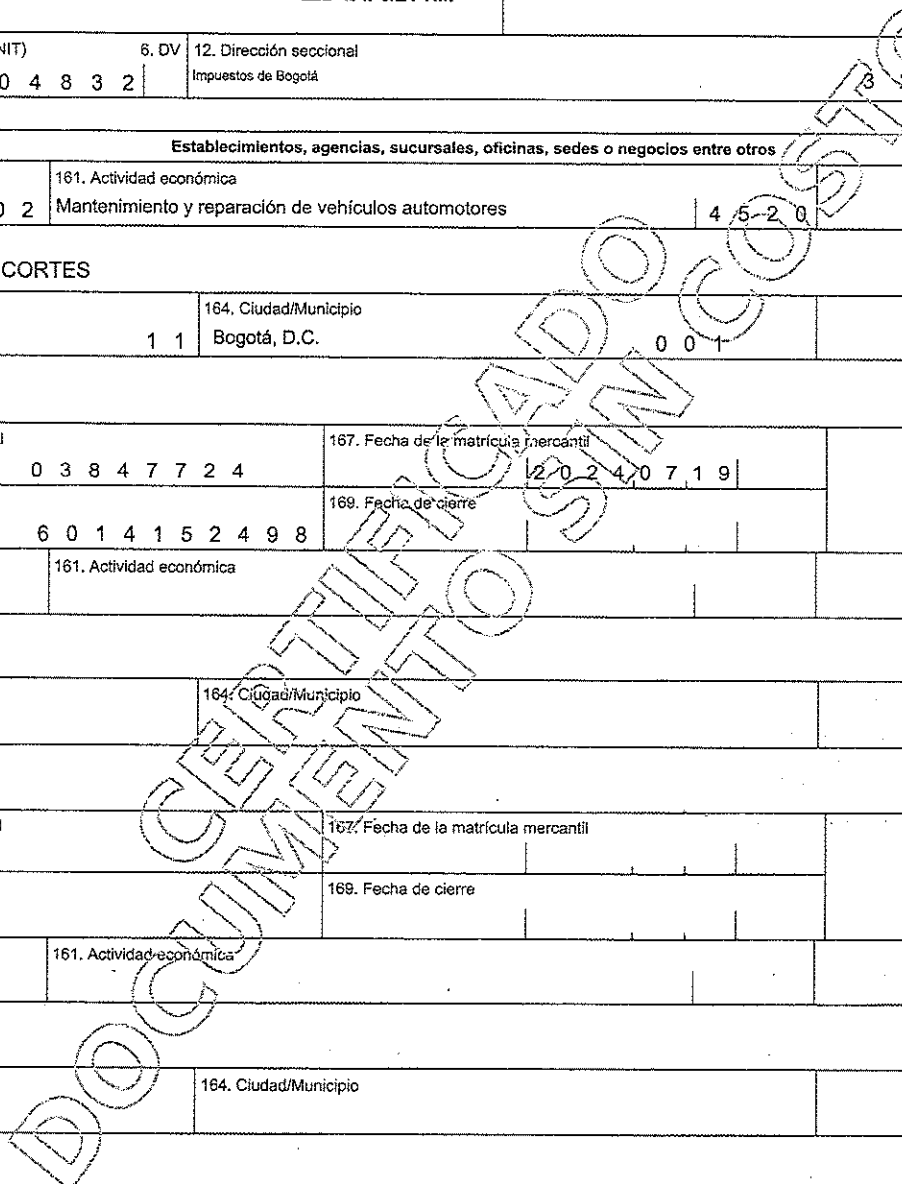 NIT) 6. DV 12. Dirección seccional
0 4 8 3 2 Impuestos de Bogotá 3
Establecimientos, agencias, sucursales, oficinas, sedes o negocios entre otros
161. Actividad económica
0 2 Mantenimiento y reparación de vehículos automotores 4 5 2 0
CORTES
164. Ciudad/Municipio
1 1 Bogotá, D.C. 0 0 1
167. Fecha de la matrícula mercantil
0 3 8 4 7 7 2 4 2 0 2 4 0 7 1 9
169. Fecha de cierre
6 0 1 4 1 5 2 4 9 8
161. Actividad económica
164. Ciudad/Municipio
167. Fecha de la matrícula mercantil
169. Fecha de cierre
161. Actividad económica
164. Ciudad/Municipio
CERTIFICADO
DOCUMENTO SIN COSTO